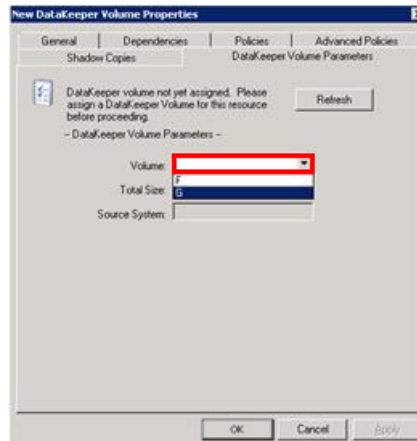 New DataKeeper Volume Properties
General
Dependencies
Policies
Advanced Policies
Shadow Copies
DataKeeper Volume Parameters
DataKeeper volume not yet assigned. Please
assign a DataKeeper Volume for this resource
before proceeding.
Refresh
-- DataKeeper Volume Parameters --
Volume:
F
Total Size:
G
Source System:
OK
Cancel
Apply